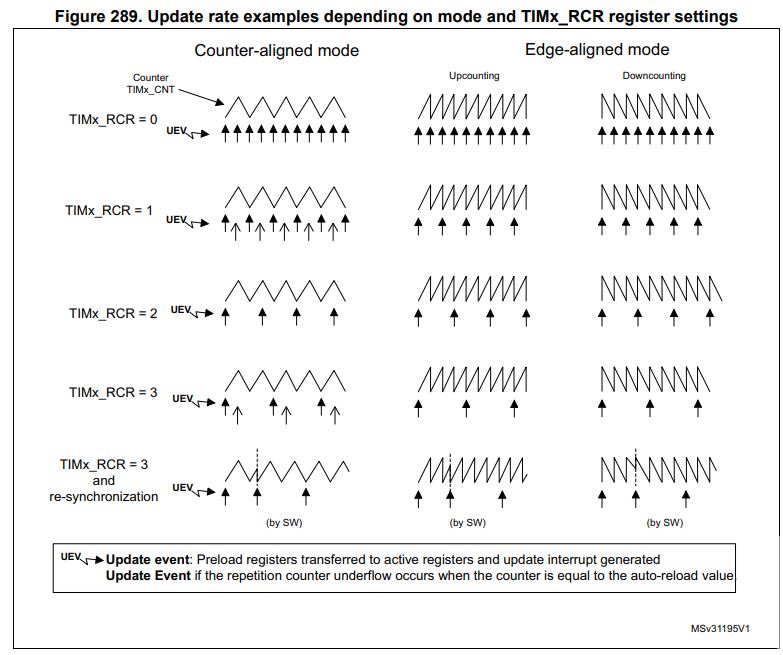 Figure 289. Update rate examples depending on mode and TIMx_RCR register settings
Counter-aligned mode
Edge-aligned mode
Counter
TIMx_CNT
Upcounting
Downcounting
TIMx_RCR = 0
UEV
TIMx_RCR = 1
UEV
TIMx_RCR = 2
UEV
TIMx_RCR = 3
UEV
TIMx_RCR = 3
and
re-synchronization
UEV
(by SW)
(by SW)
(by SW)
UEV
Update event: Preload registers transferred to active registers and update interrupt generated
Update Event if the repetition counter underflow occurs when the counter is equal to the auto-reload value.
MSv31195V1